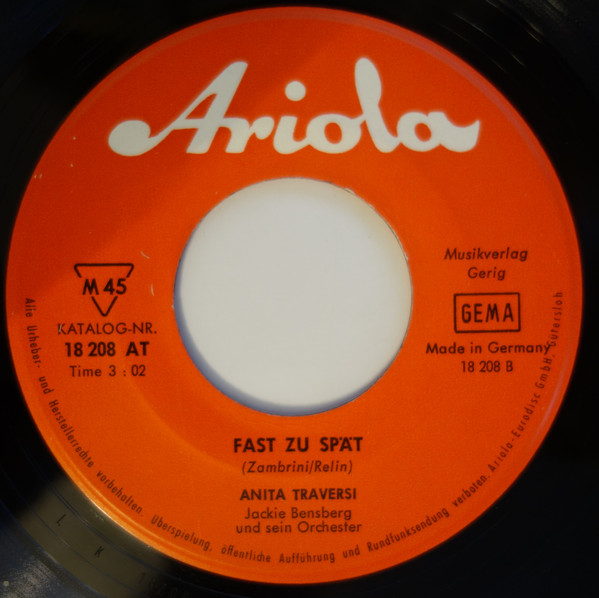 Ariola
M 45
KATALOG-NR.
18 208 AT
Time 3 : 02
Musikverlag
Gerig
GEMA
Made in Germany
18 208 B
FAST ZU SPÄT
(Zambrini/Relin)
ANITA TRAVERSI
Jackie Bensberg
und sein Orchester
Alle Urheber- und Herstellerrechte vorbehalten. Überspielung, öffentliche Aufführung und Rundfunksendung verboten. Ariola-Eurodisc GmbH. Gütersloh
L K